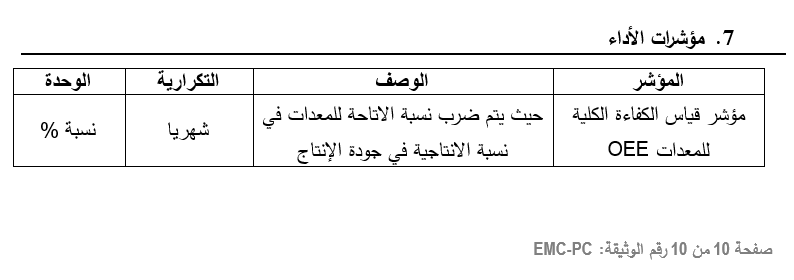 7. مؤشرات الأداء
المؤشر الوصف التكرارية الوحدة
مؤشر قياس الكفاءة الكلية للمعدات OEE
حيث يتم ضرب نسبة الاتاحة للمعدات في
نسبة الانتاجية في جودة الإنتاج
شهريا
نسبة %
صفحة 10 من 10 رقم الوثيقة: EMC-PC